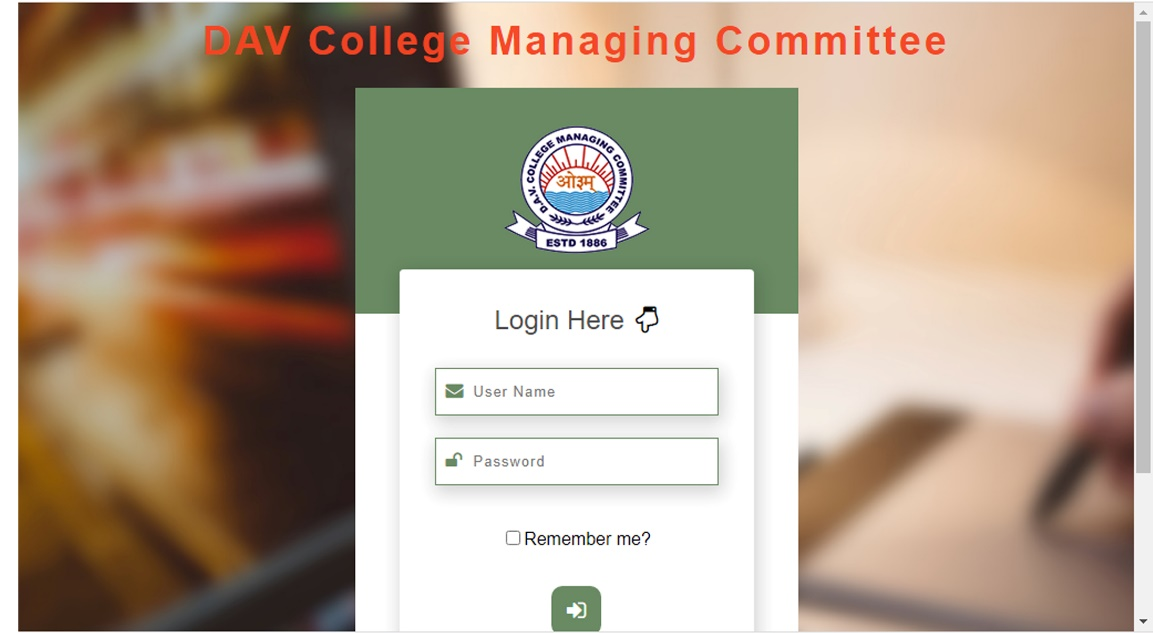 DAV College Managing Committee
D.A.V. COLLEGE MANAGING COMMITTEE
ओ३म्
ESTD 1886
Login Here
User Name
Password
Remember me?